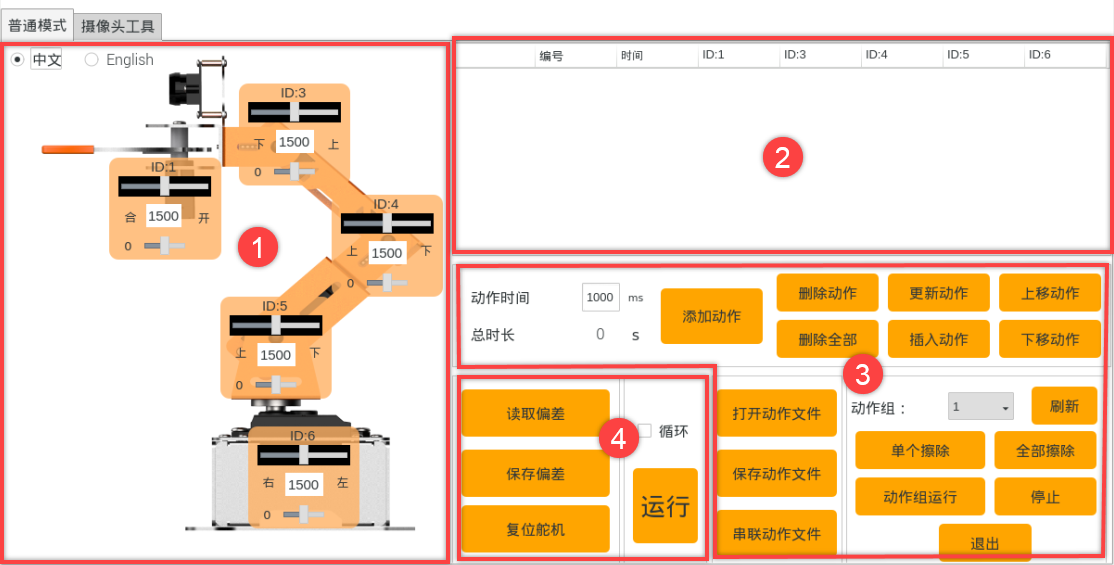 普通模式 摄像头工具
中文 English
ID:3
下 1500 上
0
ID:1
合 1500 开
0
1
ID:4
上 1500 下
0
ID:5
上 1500 下
0
ID:6
右 1500 左
0
编号 时间 ID:1 ID:3 ID:4 ID:5 ID:6
2
动作时间 1000 ms
总时长 0 s
添加动作
删除动作 更新动作 上移动作
删除全部 插入动作 下移动作
3
读取偏差
保存偏差
复位舵机
4
循环
运行
打开动作文件
保存动作文件
串联动作文件
动作组: 1 刷新
单个擦除 全部擦除
动作组运行 停止
退出